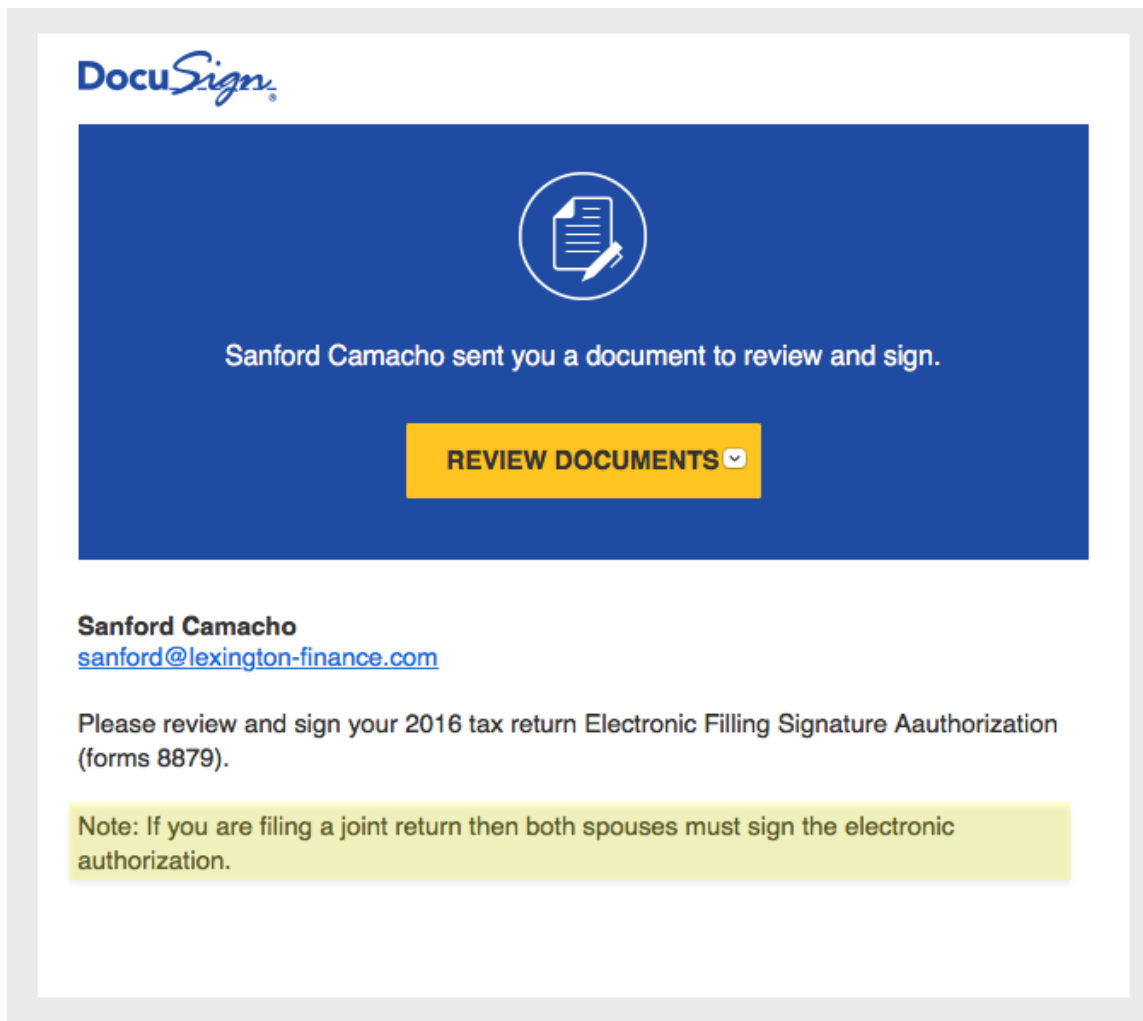 DocuSign®
Sanford Camacho sent you a document to review and sign.
REVIEW DOCUMENTS
Sanford Camacho
sanford@lexington-finance.com
Please review and sign your 2016 tax return Electronic Filling Signature Aauthorization
(forms 8879).
Note: If you are filing a joint return then both spouses must sign the electronic
authorization.